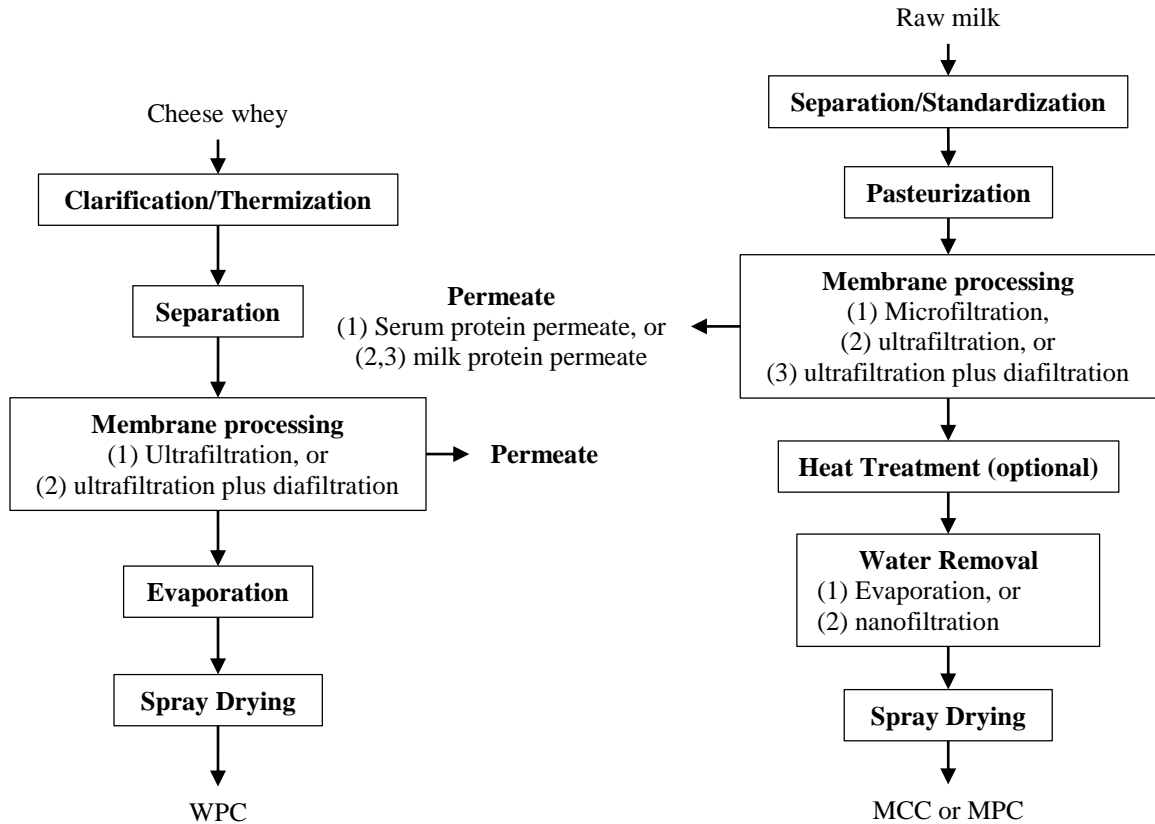 Cheese whey
Clarification/Thermization
Separation
Membrane processing
(1) Ultrafiltration, or
(2) ultrafiltration plus diafiltration
Permeate
Evaporation
Spray Drying
WPC
Raw milk
Separation/Standardization
Pasteurization
Membrane processing
(1) Microfiltration,
(2) ultrafiltration, or
(3) ultrafiltration plus diafiltration
Permeate
(1) Serum protein permeate, or
(2,3) milk protein permeate
Heat Treatment (optional)
Water Removal
(1) Evaporation, or
(2) nanofiltration
Spray Drying
MCC or MPC